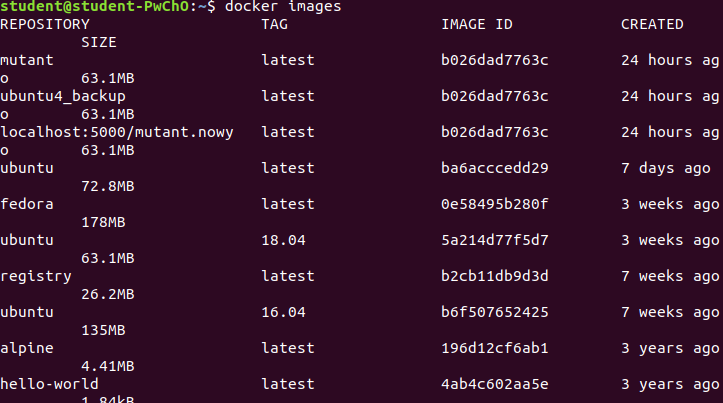 student@student-PwChO:~$ docker images
REPOSITORY TAG IMAGE ID CREATED
SIZE
mutant latest b026dad7763c 24 hours ag
o 63.1MB
ubuntu4_backup latest b026dad7763c 24 hours ag
o 63.1MB
localhost:5000/mutant.nowy latest b026dad7763c 24 hours ag
o 63.1MB
ubuntu latest ba6acccedd29 7 days ago
72.8MB
fedora latest 0e58495b280f 3 weeks ago
178MB
ubuntu 18.04 5a214d77f5d7 3 weeks ago
63.1MB
registry latest b2cb11db9d3d 7 weeks ago
26.2MB
ubuntu 16.04 b6f507652425 7 weeks ago
135MB
alpine latest 196d12cf6ab1 3 years ago
4.41MB
hello-world latest 4ab4c602aa5e 3 years ago
1.84kB